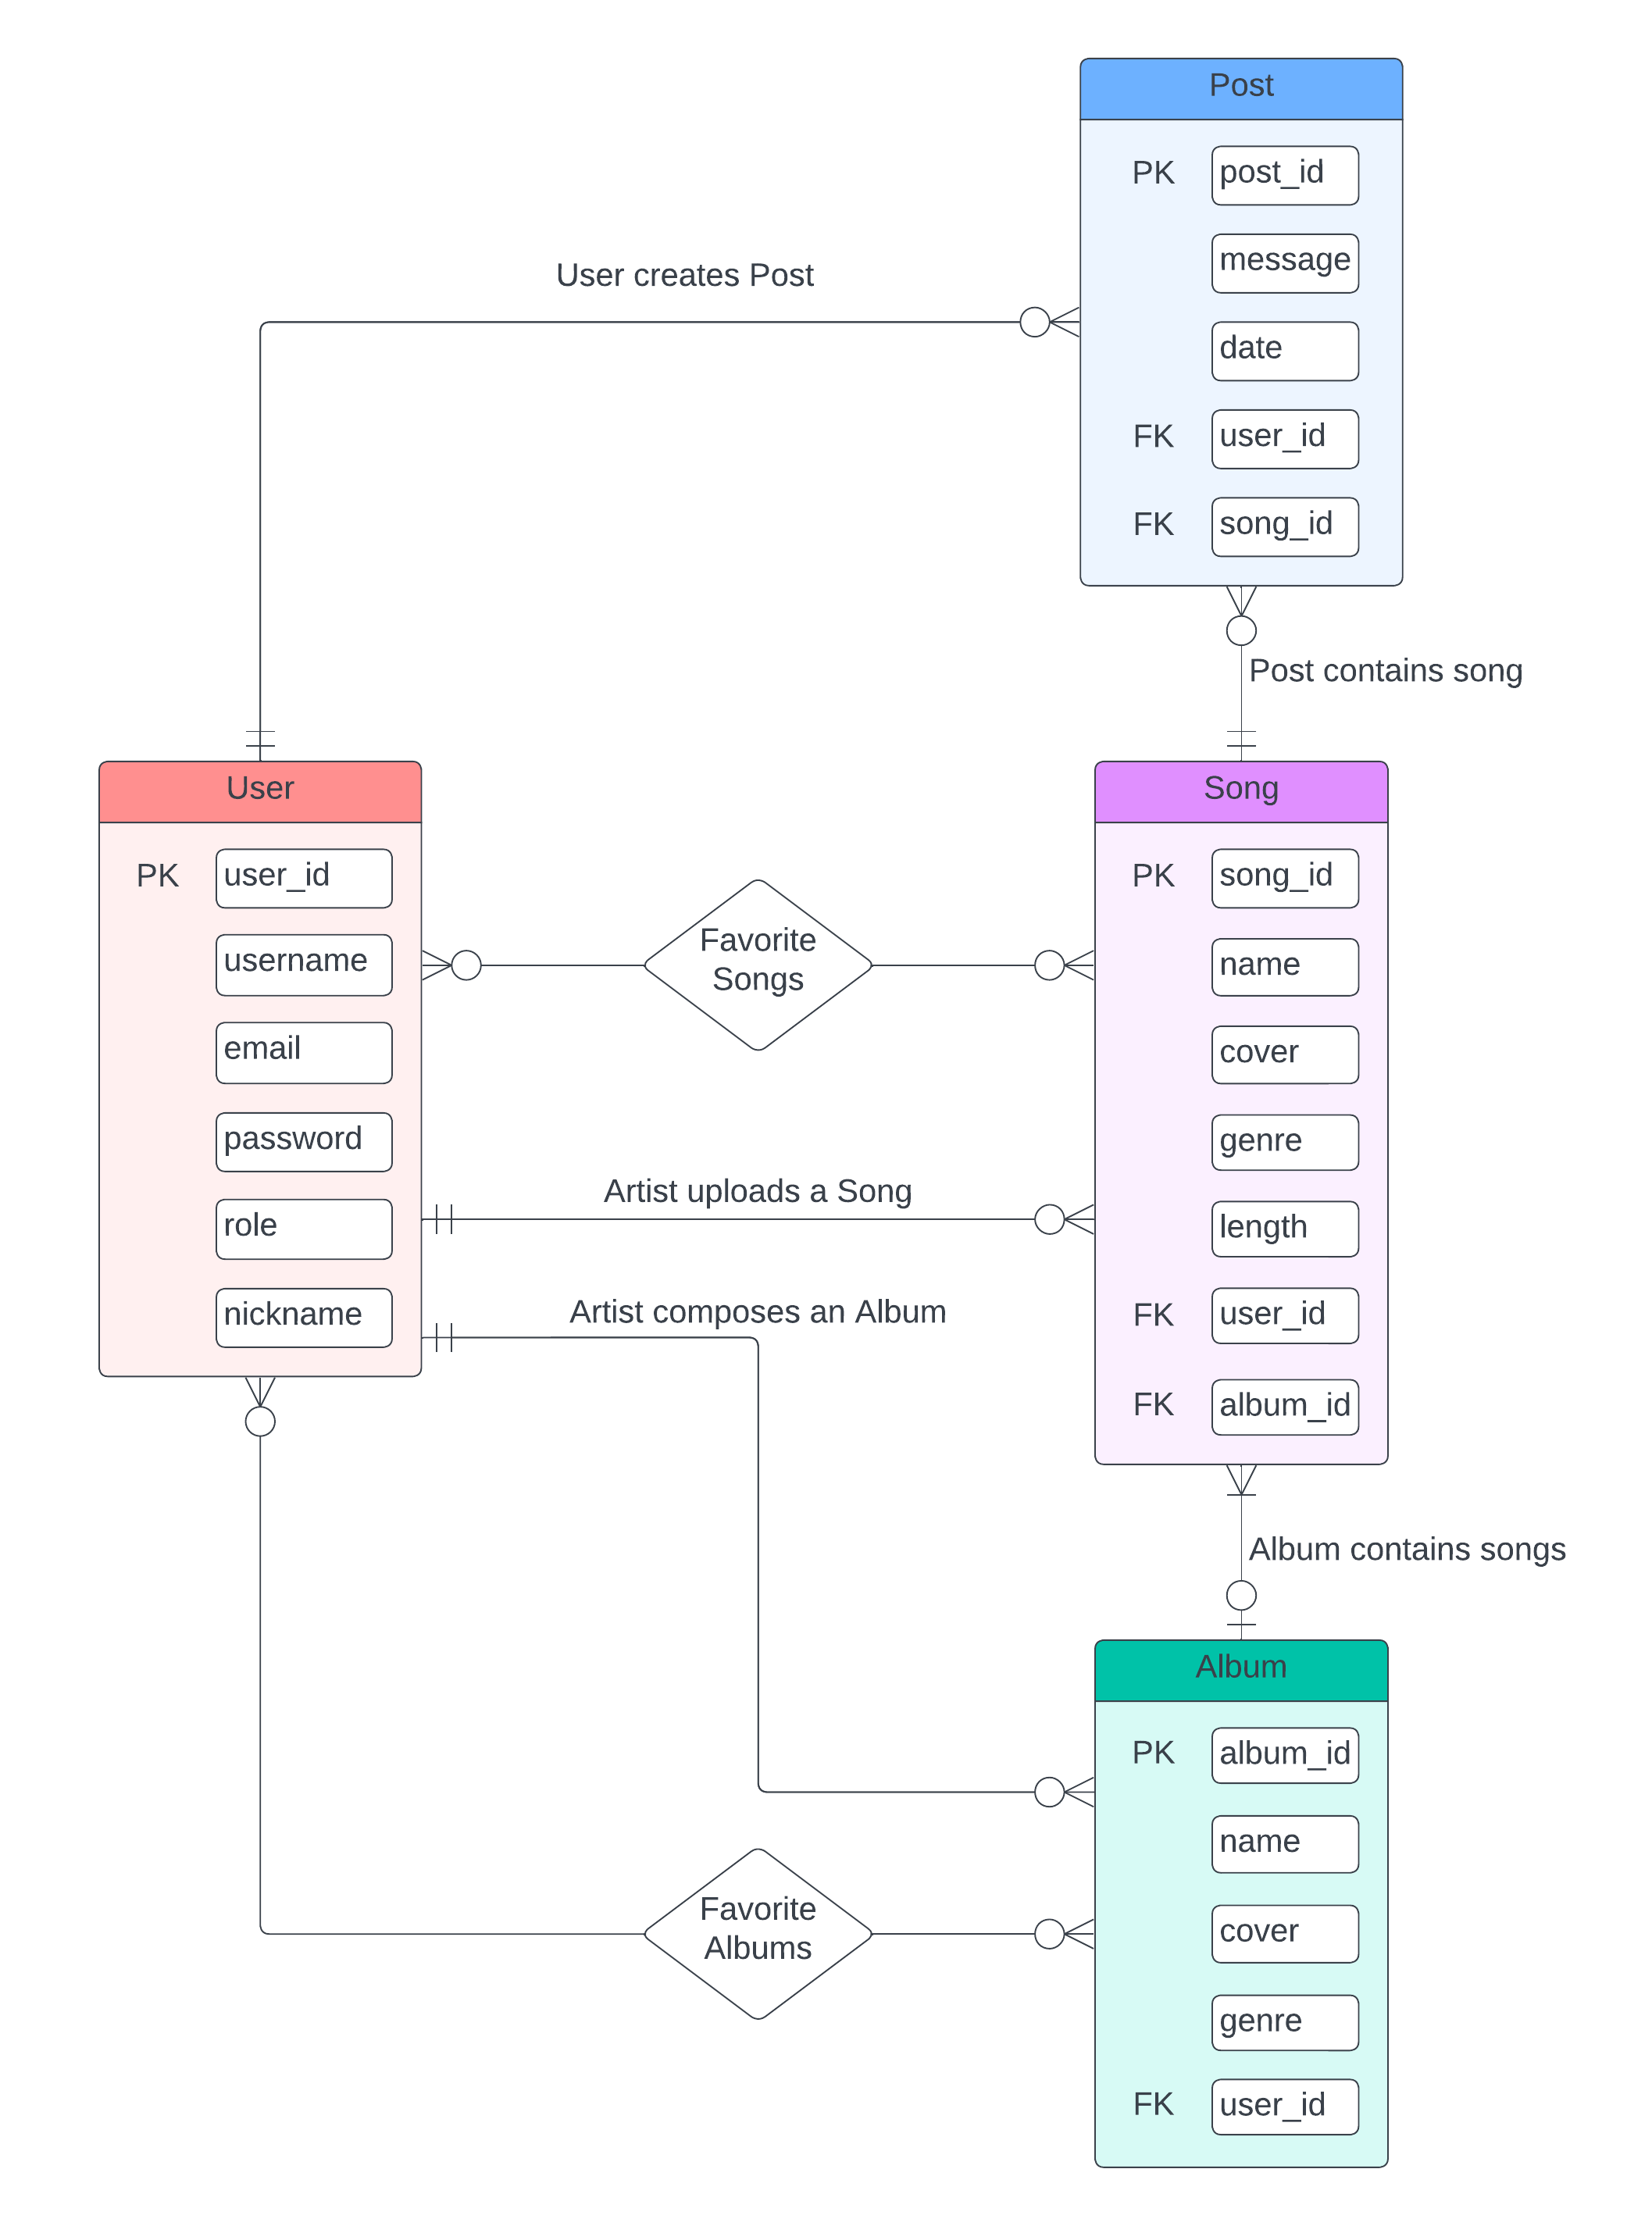 Post
PK post_id
message
date
FK user_id
FK song_id
User creates Post
Post contains song
User
PK user_id
username
email
password
role
nickname
Favorite
Songs
Artist uploads a Song
Artist composes an Album
Song
PK song_id
name
cover
genre
length
FK user_id
FK album_id
Album contains songs
Album
PK album_id
name
cover
genre
FK user_id
Favorite
Albums